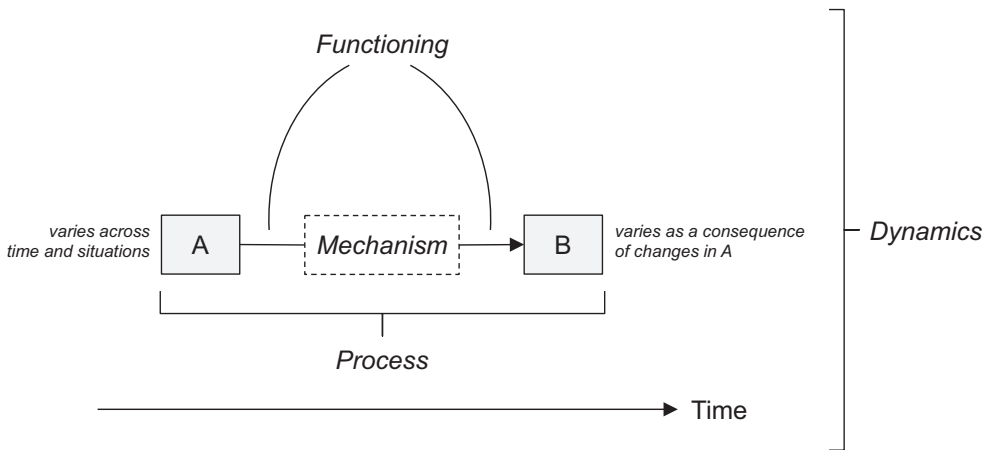 Functioning
varies across
time and situations
A
Mechanism
B
varies as a consequence
of changes in A
Dynamics
Process
Time